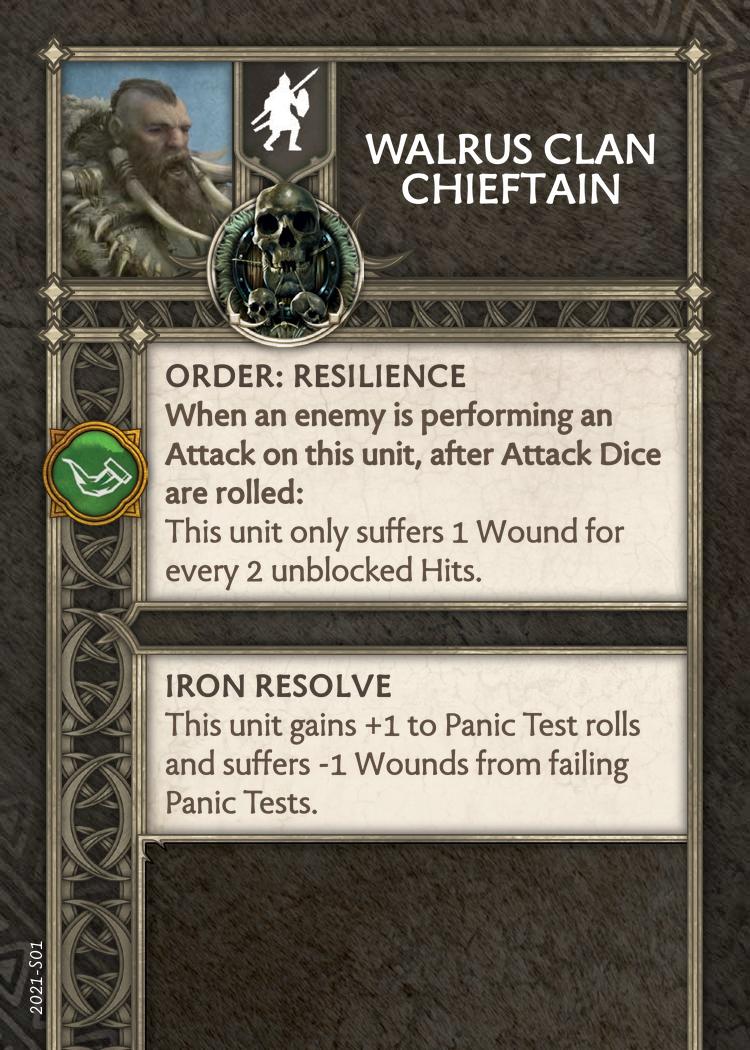 WALRUS CLAN
CHIEFTAIN
ORDER: RESILIENCE
When an enemy is performing an
Attack on this unit, after Attack Dice
are rolled:
This unit only suffers 1 Wound for
every 2 unblocked Hits.
IRON RESOLVE
This unit gains +1 to Panic Test rolls
and suffers -1 Wounds from failing
Panic Tests.
2021-S01